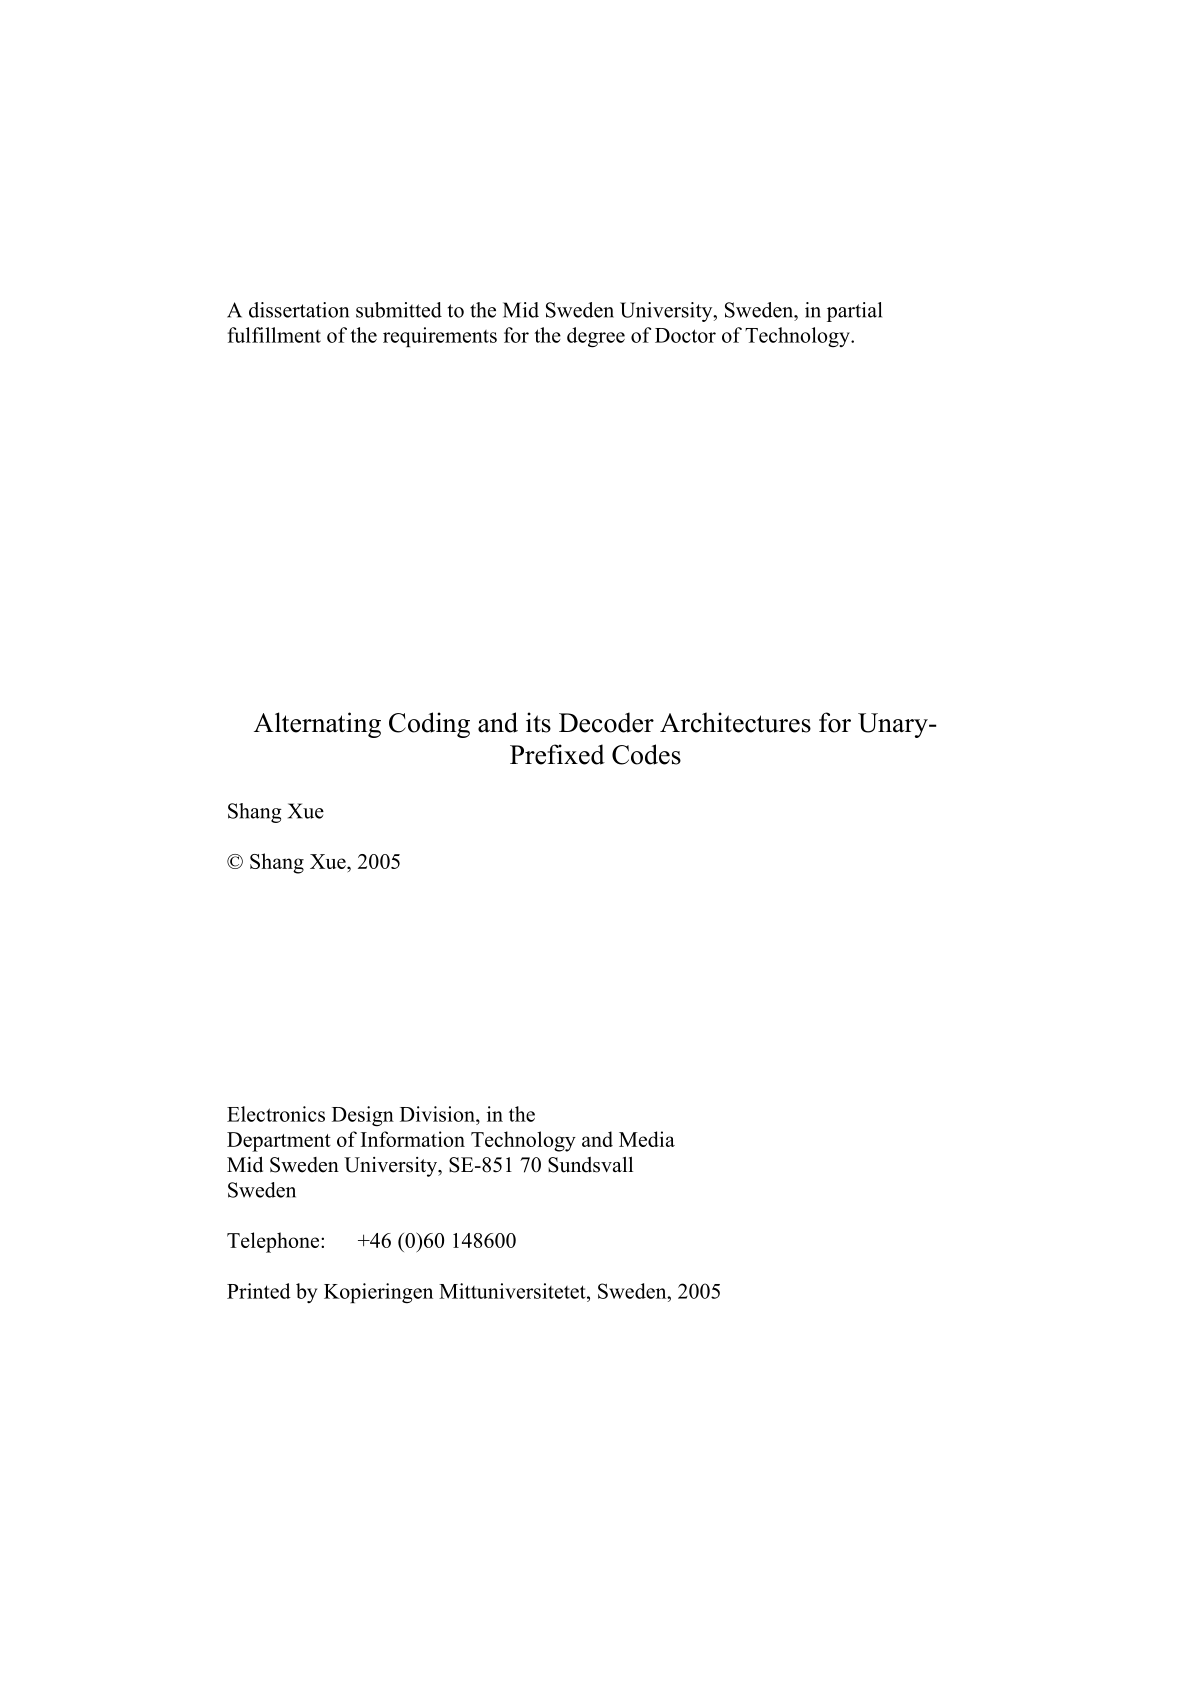 A dissertation submitted to the Mid Sweden University, Sweden, in partial
fulfillment of the requirements for the degree of Doctor of Technology.
Alternating Coding and its Decoder Architectures for Unary-
Prefixed Codes
Shang Xue
© Shang Xue, 2005
Electronics Design Division, in the
Department of Information Technology and Media
Mid Sweden University, SE-851 70 Sundsvall
Sweden
Telephone: +46 (0)60 148600
Printed by Kopieringen Mittuniversitetet, Sweden, 2005